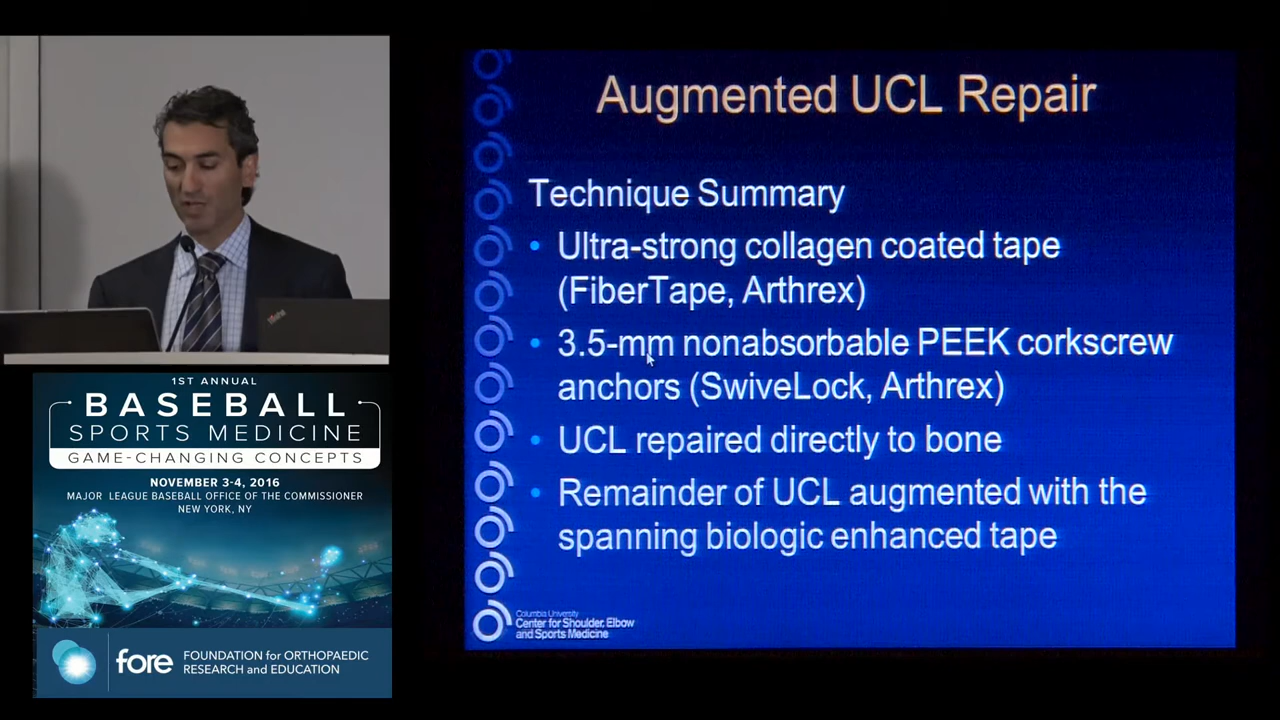 Augmented UCL Repair
Technique Summary
• Ultra-strong collagen coated tape
(FiberTape, Arthrex)
• 3.5-mm nonabsorbable PEEK corkscrew
anchors (SwiveLock, Arthrex)
• UCL repaired directly to bone
• Remainder of UCL augmented with the
spanning biologic enhanced tape
Columbia University
Center for Shoulder, Elbow
and Sports Medicine
1ST ANNUAL
BASEBALL
SPORTS MEDICINE
GAME-CHANGING CONCEPTS
NOVEMBER 3-4, 2016
MAJOR LEAGUE BASEBALL OFFICE OF THE COMMISSIONER
NEW YORK, NY
fore
FOUNDATION for ORTHOPAEDIC
RESEARCH and EDUCATION